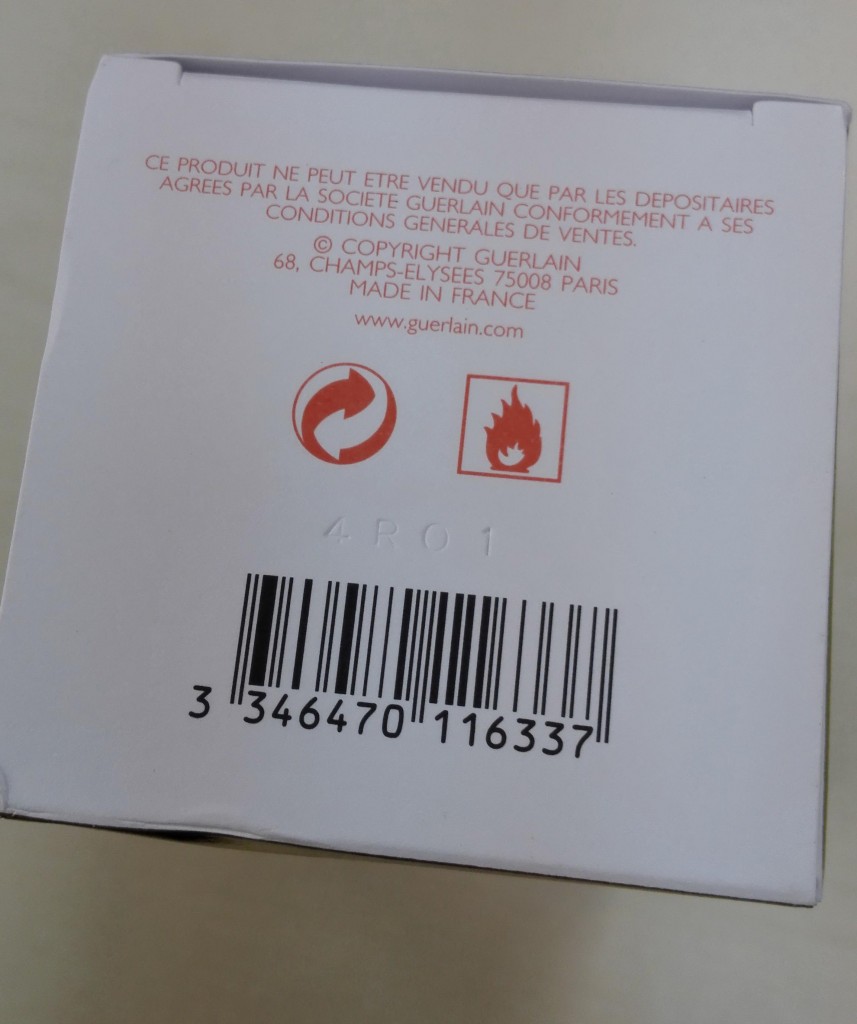 CE PRODUIT NE PEUT ETRE VENDU QUE PAR LES DEPOSITAIRES
AGREES PAR LA SOCIETE GUERLAIN CONFORMEMENT A SES
CONDITIONS GENERALES DE VENTES.
© COPYRIGHT GUERLAIN
68, CHAMPS-ELYSEES 75008 PARIS
MADE IN FRANCE
www.guerlain.com
4R01
3 346470 116337